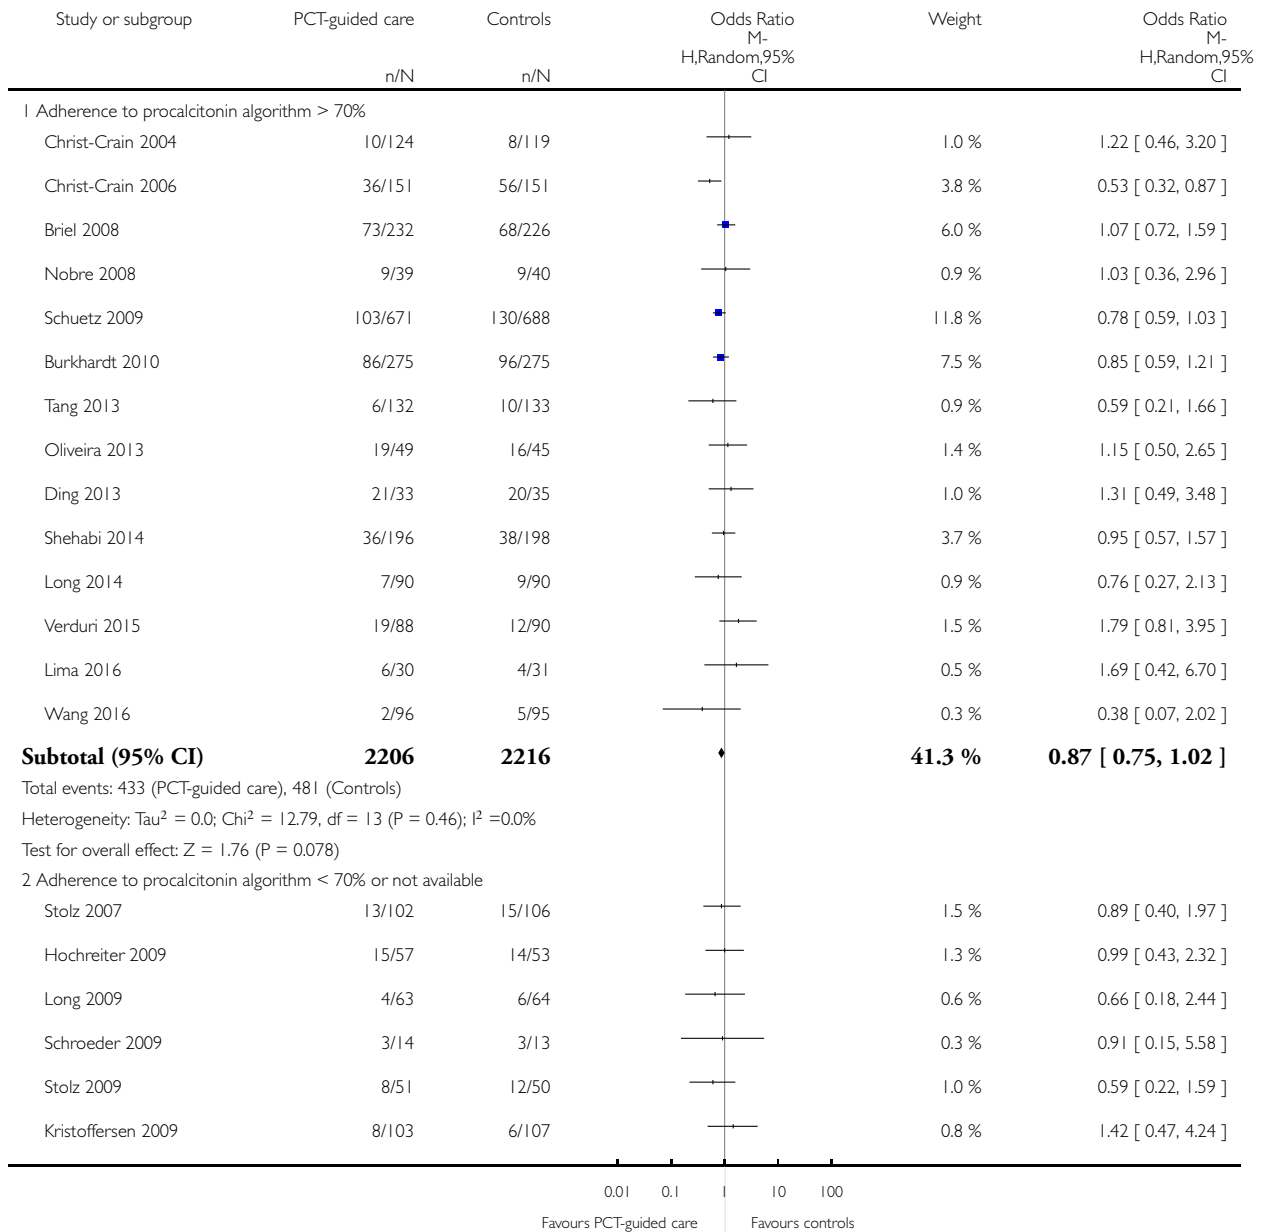 Study or subgroup PCT-guided care Controls Odds Ratio Weight Odds Ratio
M- M-
H,Random,95% H,Random,95%
n/N n/N CI CI
1 Adherence to procalcitonin algorithm > 70%
Christ-Crain 2004 10/124 8/119 1.0 % 1.22 [ 0.46, 3.20 ]
Christ-Crain 2006 36/151 56/151 3.8 % 0.53 [ 0.32, 0.87 ]
Briel 2008 73/232 68/226 6.0 % 1.07 [ 0.72, 1.59 ]
Nobre 2008 9/39 9/40 0.9 % 1.03 [ 0.36, 2.96 ]
Schuetz 2009 103/671 130/688 11.8 % 0.78 [ 0.59, 1.03 ]
Burkhardt 2010 86/275 96/275 7.5 % 0.85 [ 0.59, 1.21 ]
Tang 2013 6/132 10/133 0.9 % 0.59 [ 0.21, 1.66 ]
Oliveira 2013 19/49 16/45 1.4 % 1.15 [ 0.50, 2.65 ]
Ding 2013 21/33 20/35 1.0 % 1.31 [ 0.49, 3.48 ]
Shehabi 2014 36/196 38/198 3.7 % 0.95 [ 0.57, 1.57 ]
Long 2014 7/90 9/90 0.9 % 0.76 [ 0.27, 2.13 ]
Verduri 2015 19/88 12/90 1.5 % 1.79 [ 0.81, 3.95 ]
Lima 2016 6/30 4/31 0.5 % 1.69 [ 0.42, 6.70 ]
Wang 2016 2/96 5/95 0.3 % 0.38 [ 0.07, 2.02 ]
Subtotal (95% CI) 2206 2216 41.3 % 0.87 [ 0.75, 1.02 ]
Total events: 433 (PCT-guided care), 481 (Controls)
Heterogeneity: Tau² = 0.0; Chi² = 12.79, df = 13 (P = 0.46); I² =0.0%
Test for overall effect: Z = 1.76 (P = 0.078)
2 Adherence to procalcitonin algorithm < 70% or not available
Stolz 2007 13/102 15/106 1.5 % 0.89 [ 0.40, 1.97 ]
Hochreiter 2009 15/57 14/53 1.3 % 0.99 [ 0.43, 2.32 ]
Long 2009 4/63 6/64 0.6 % 0.66 [ 0.18, 2.44 ]
Schroeder 2009 3/14 3/13 0.3 % 0.91 [ 0.15, 5.58 ]
Stolz 2009 8/51 12/50 1.0 % 0.59 [ 0.22, 1.59 ]
Kristoffersen 2009 8/103 6/107 0.8 % 1.42 [ 0.47, 4.24 ]
0.01 0.1 1 10 100
Favours PCT-guided care Favours controls